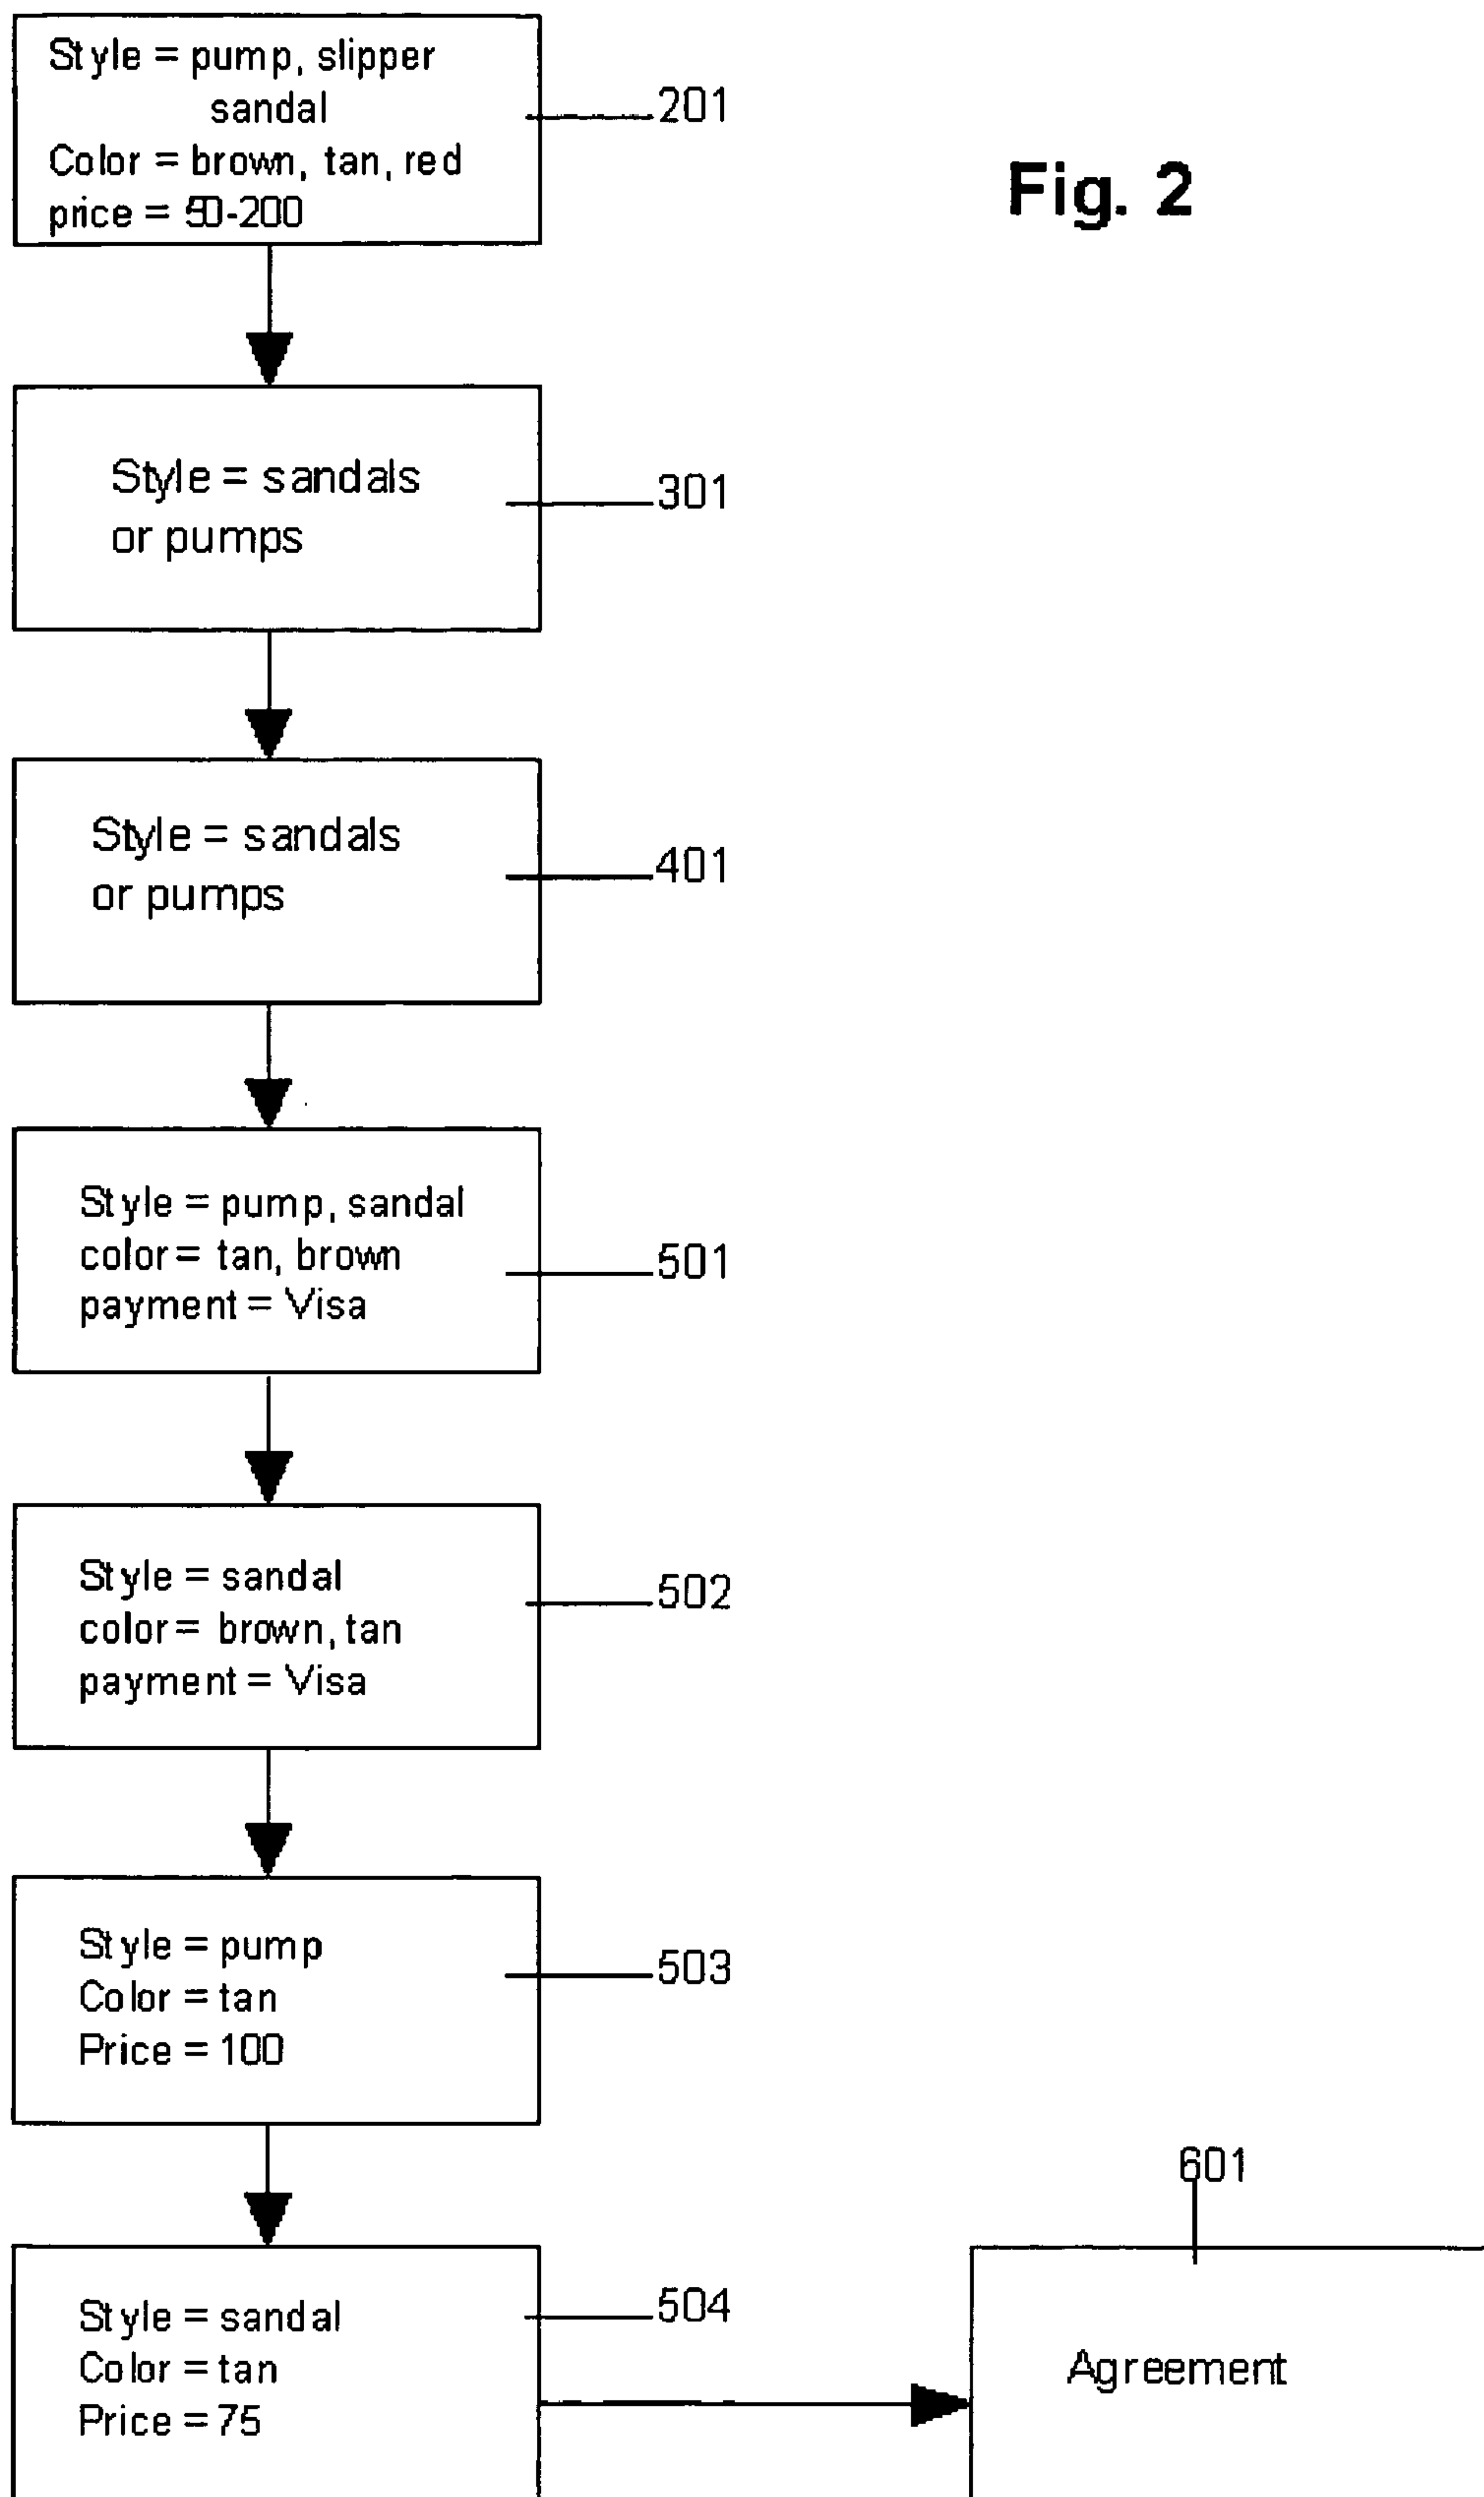 Style = pump, slipper
sandal
Color = brown, tan, red
price = 90-200
201
Fig. 2
Style = sandals
or pumps
301
Style = sandals
or pumps
401
Style = pump, sandal
color = tan, brown
payment = Visa
501
Style = sandal
color = brown, tan
payment = Visa
502
Style = pump
Color = tan
Price = 100
503
601
Style = sandal
Color = tan
Price = 75
504
Agreement